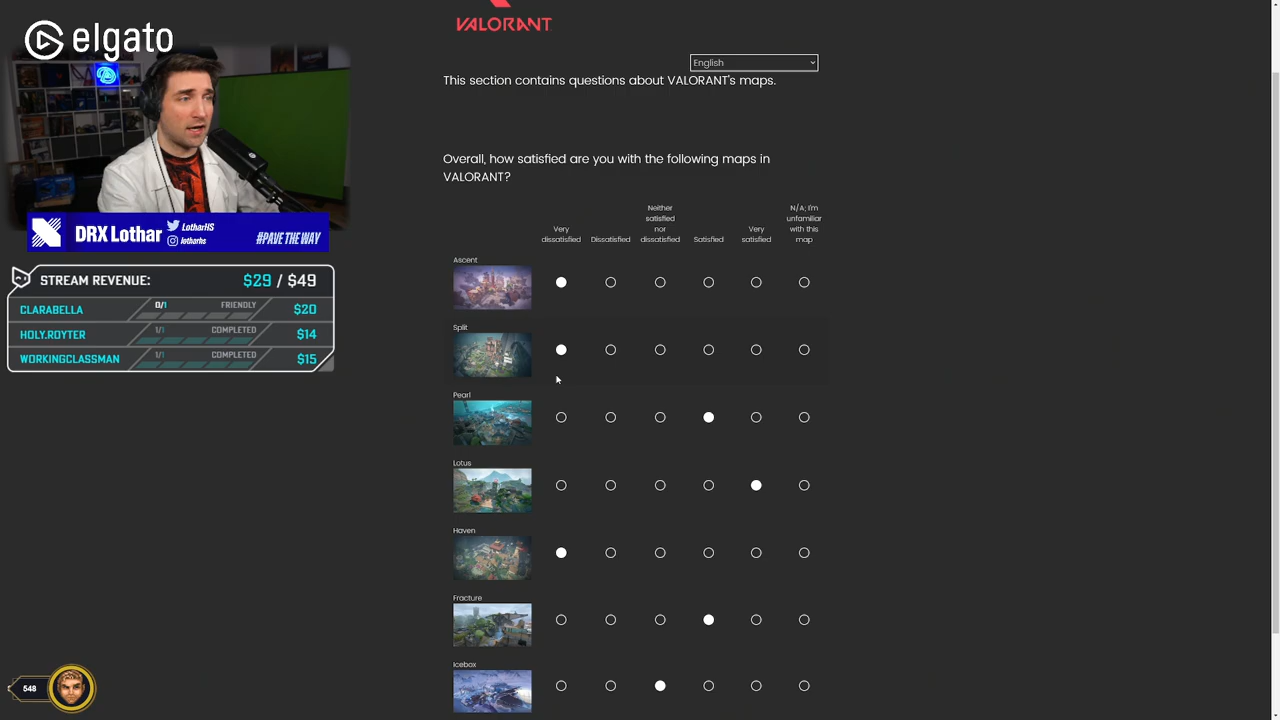 elgato
DRX Lothar
LotharHS
lotharhs
#PAVE THE WAY
STREAM REVENUE:
$29 / $49
CLARABELLA
0/1
FRIENDLY
$20
HOLY.ROYTER
1/1
COMPLETED
$14
WORKINGCLASSMAN
1/1
COMPLETED
$15
548
VALORANT
English
This section contains questions about VALORANT's maps.
Overall, how satisfied are you with the following maps in
VALORANT?
Very
dissatisfied
Dissatisfied
Neither
satisfied
nor
dissatisfied
Satisfied
Very
satisfied
N/A; I'm
unfamiliar
with this
map
Ascent
Split
Pearl
Lotus
Haven
Fracture
Icebox